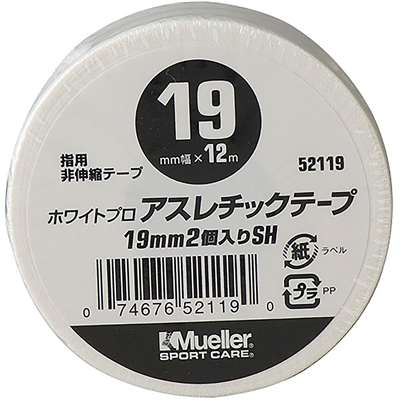 19
mm幅×12m
指用
非伸縮テープ
52119
ホワイトプロ アスレチックテープ
19mm2個入りSH
紙 ラベル
プラ PP
0 74676 52119 0
Mueller®
SPORT CARE®